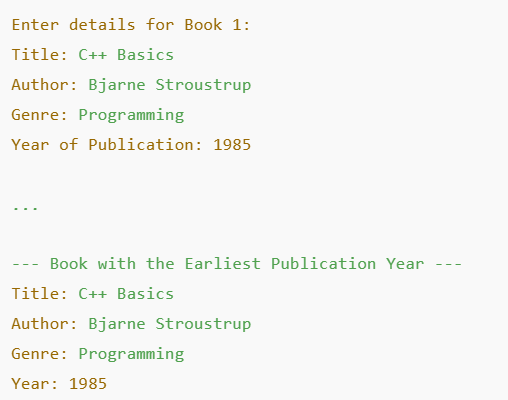 Enter details for Book 1:
Title: C++ Basics
Author: Bjarne Stroustrup
Genre: Programming
Year of Publication: 1985
...
--- Book with the Earliest Publication Year ---
Title: C++ Basics
Author: Bjarne Stroustrup
Genre: Programming
Year: 1985